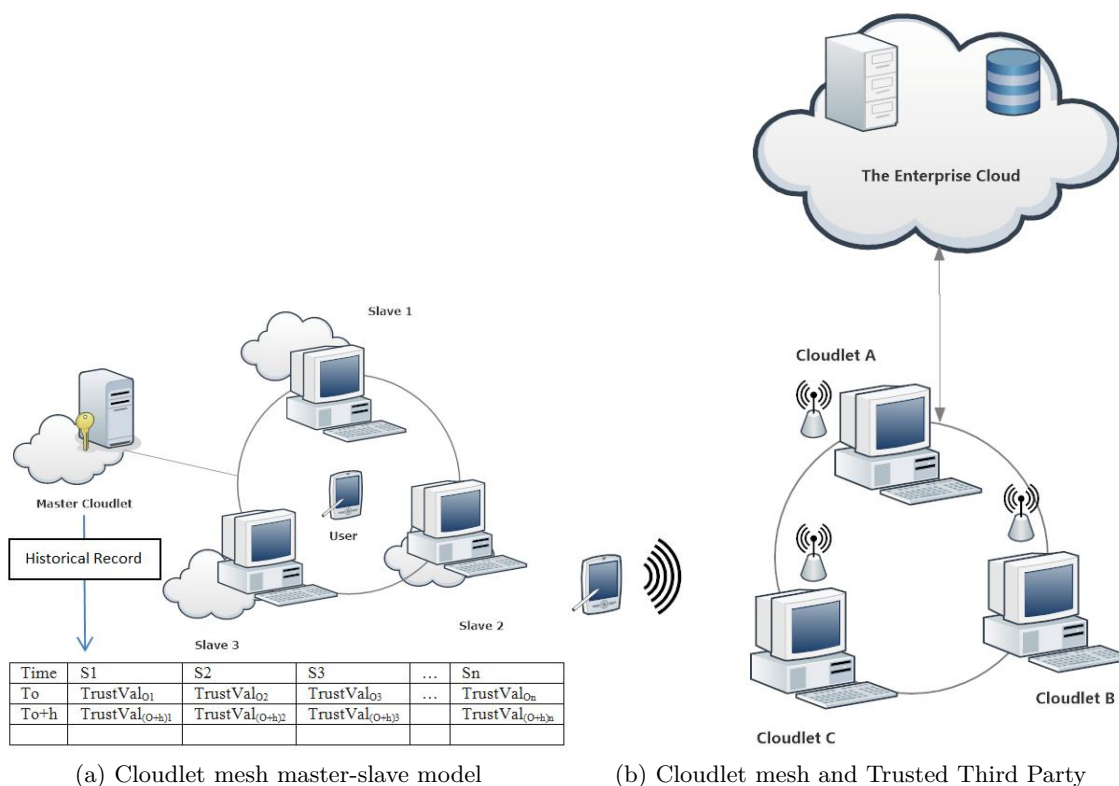 The Enterprise Cloud
Slave 1
Master Cloudlet
User
Historical Record
Slave 2
Slave 3
Time S1 S2 S3 ... Sn
To TrustValO1 TrustValO2 TrustValO3 ... TrustValOn
To+h TrustVal(O+h)1 TrustVal(O+h)2 TrustVal(O+h)3 TrustVal(O+h)n
(a) Cloudlet mesh master-slave model
Cloudlet A
Cloudlet B
Cloudlet C
(b) Cloudlet mesh and Trusted Third Party